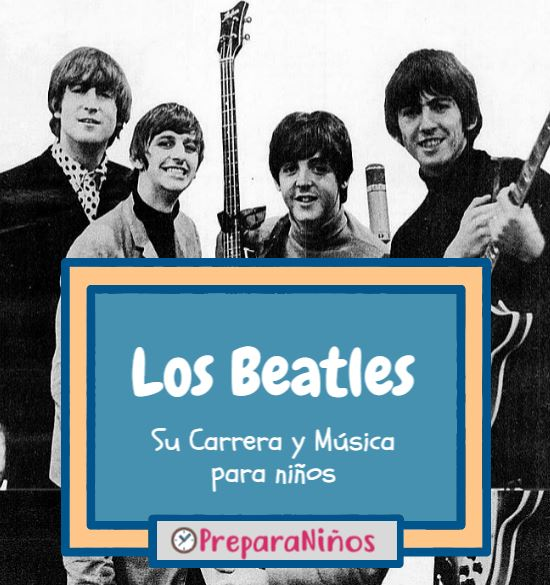 Los Beatles
Su Carrera y Música
para niños
PreparaNiños